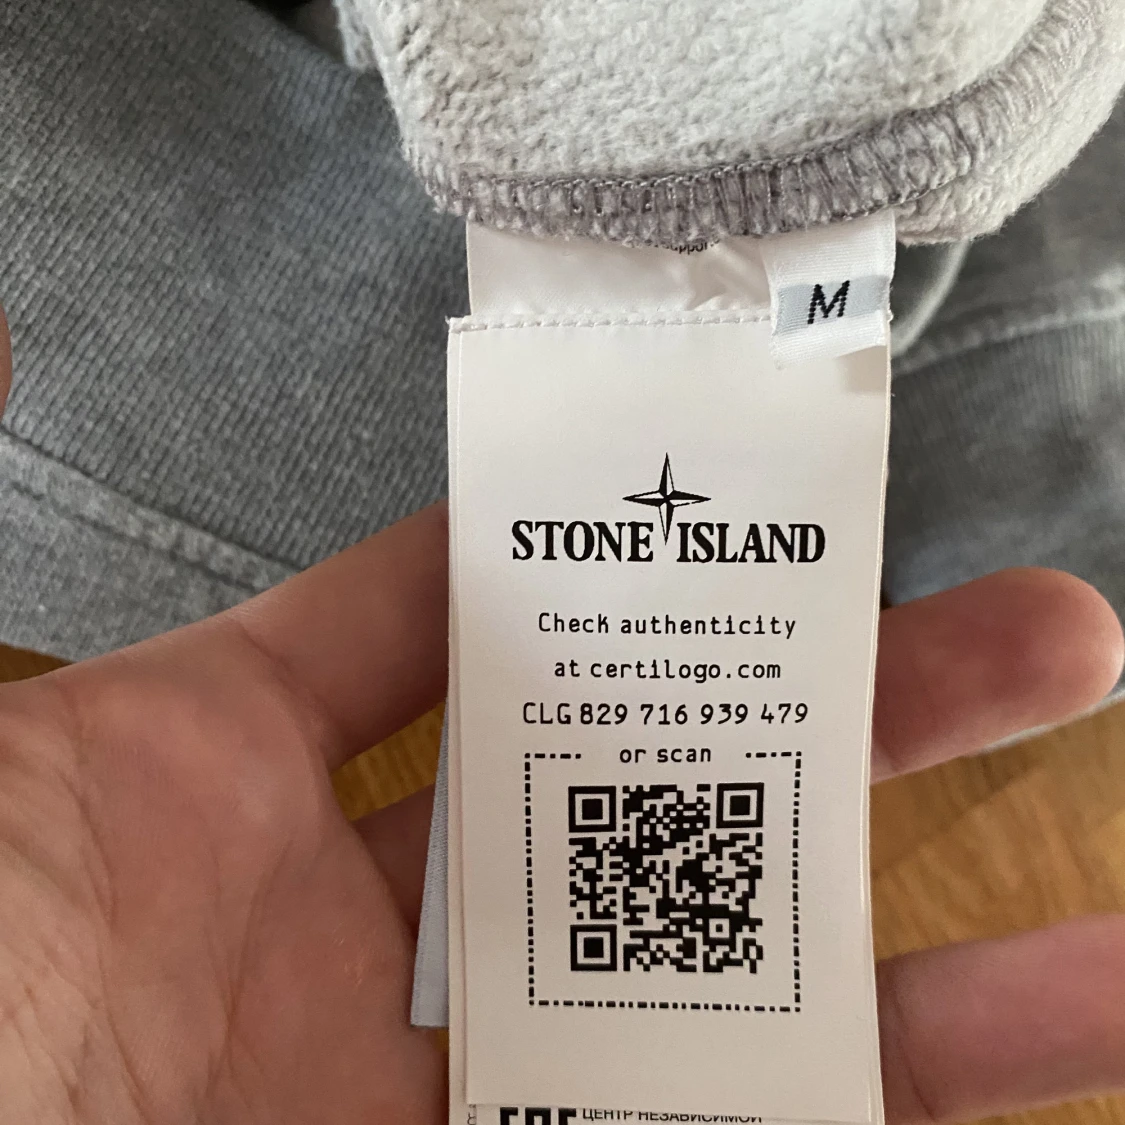 M
STONE ISLAND
Check authenticity
at certilogo.com
CLG 829 716 939 479
or scan
ЦЕНТР НЕЗАВИСИМОЙ